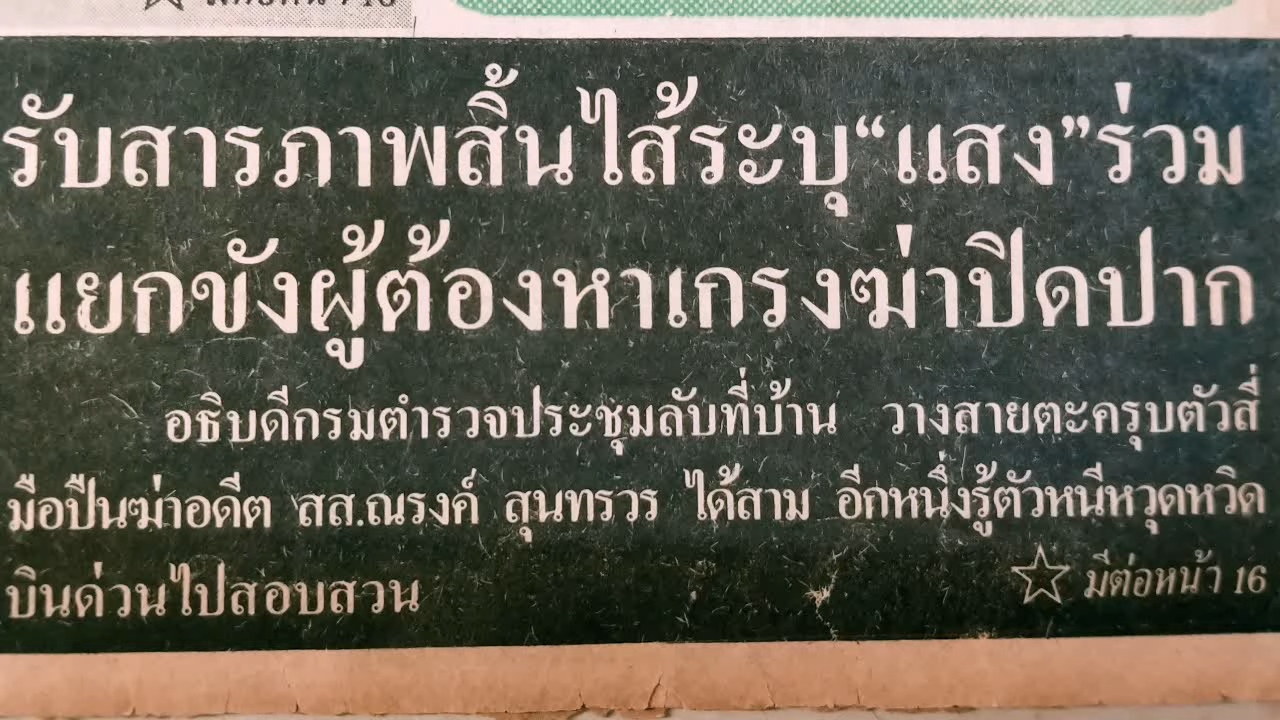 รับสารภาพสิ้นไส้ระบุ“แสง”ร่วม
แยกขังผู้ต้องหาเกรงฆ่าปิดปาก
อธิบดีกรมตำรวจประชุมลับที่บ้าน วางสายตะครุบตัวสี่
มือปืนฆ่าอดีต สส.ณรงค์ สุนทรวร ได้สาม อีกหนึ่งรู้ตัวหนีหวุดหวิด
บินด่วนไปสอบสวน
☆ มีต่อหน้า 16